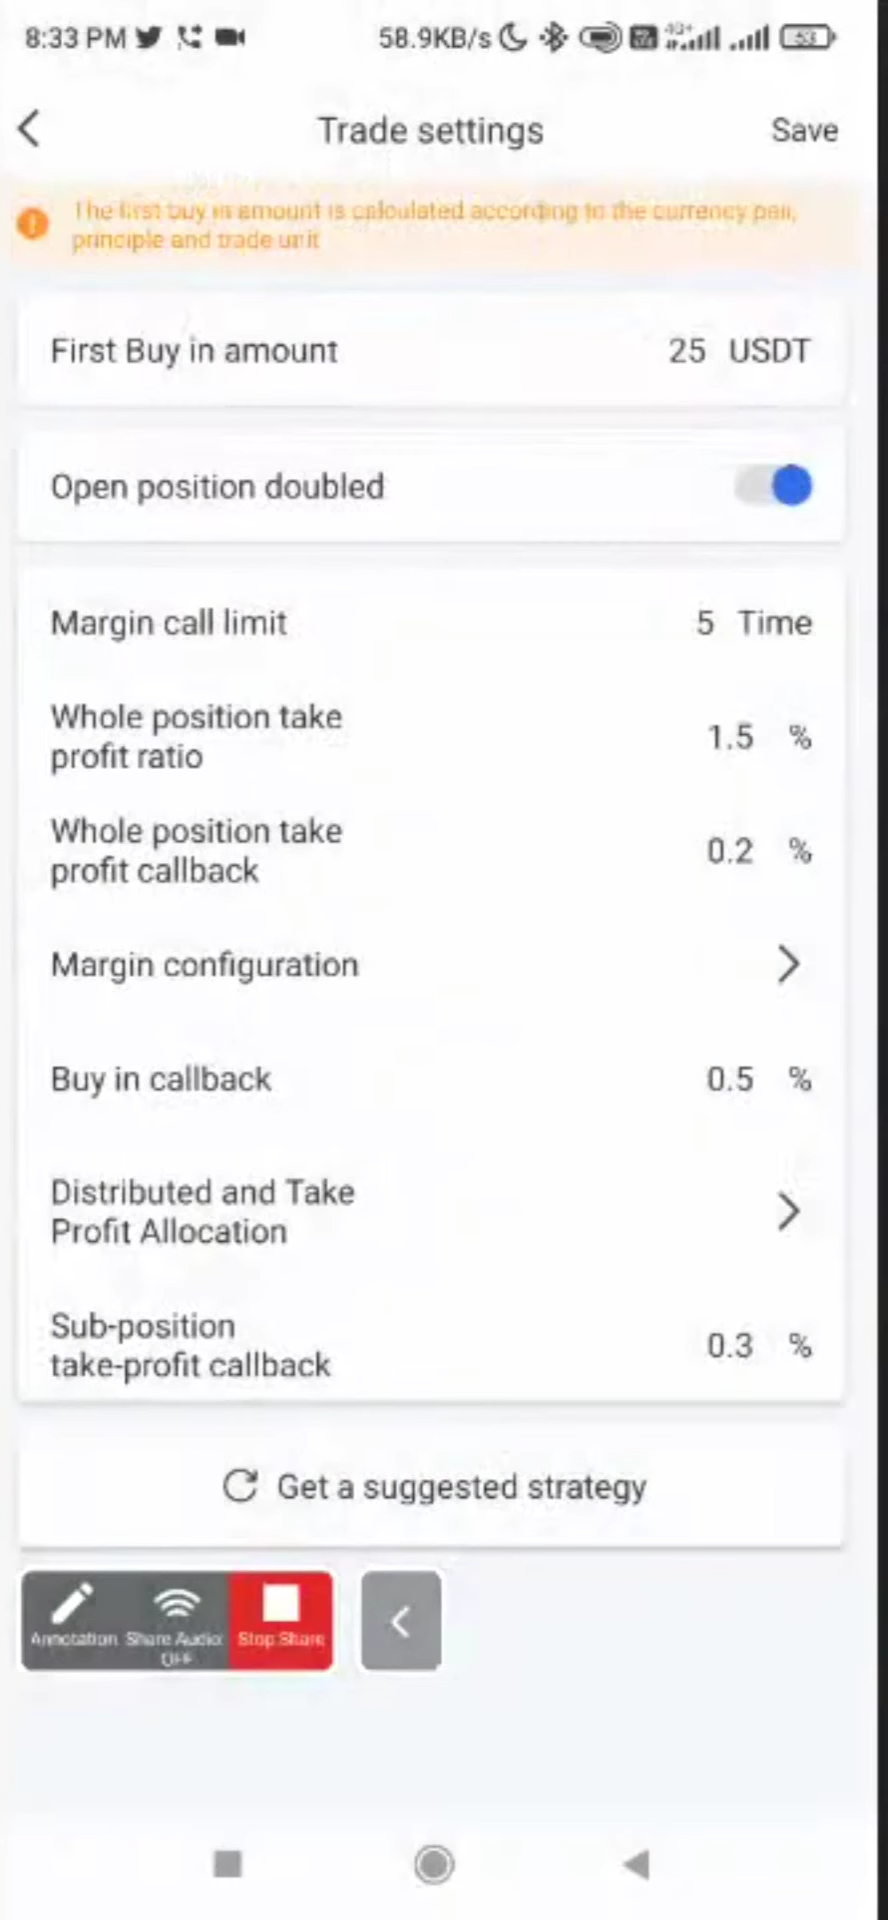 8:33 PM 58.9KB/s 4G+ 53
Trade settings Save
The first buy in amount is calculated according to the currency pair,
principle and trade unit
First Buy in amount 25 USDT
Open position doubled
Margin call limit 5 Time
Whole position take
profit ratio 1.5 %
Whole position take
profit callback 0.2 %
Margin configuration
Buy in callback 0.5 %
Distributed and Take
Profit Allocation
Sub-position
take-profit callback 0.3 %
Get a suggested strategy
Annotation Share Audio: Stop Share
OFF